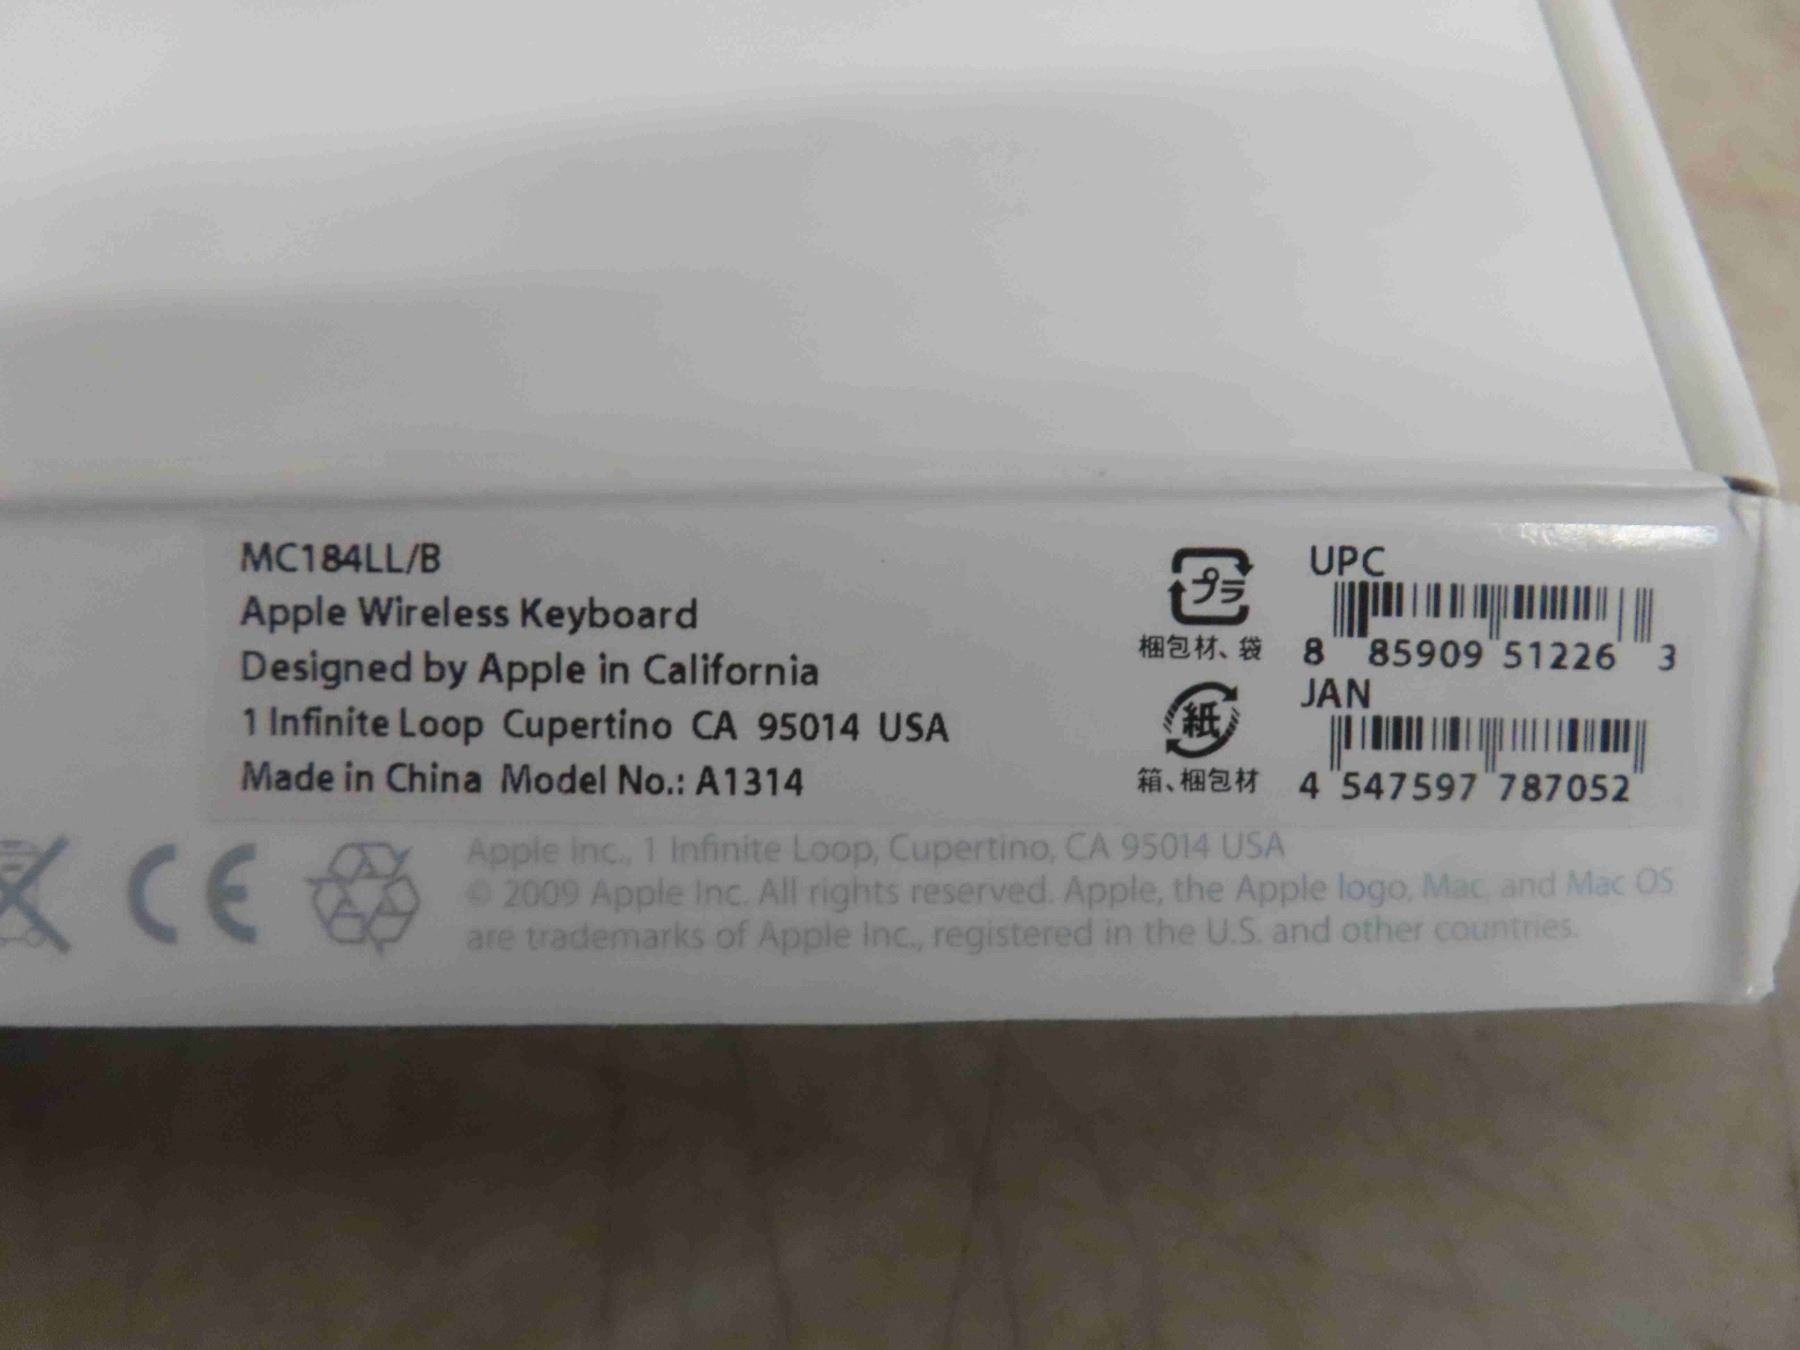 MC184LL/B
Apple Wireless Keyboard
Designed by Apple in California
1 Infinite Loop Cupertino CA 95014 USA
Made in China Model No.: A1314
プラ
梱包材、袋
紙
箱、梱包材
UPC
8 85909 51226 3
JAN
4 547597 787052
CE
Apple Inc., 1 Infinite Loop, Cupertino, CA 95014 USA
© 2009 Apple Inc. All rights reserved. Apple, the Apple logo, Mac, and Mac OS
are trademarks of Apple Inc., registered in the U.S. and other countries.